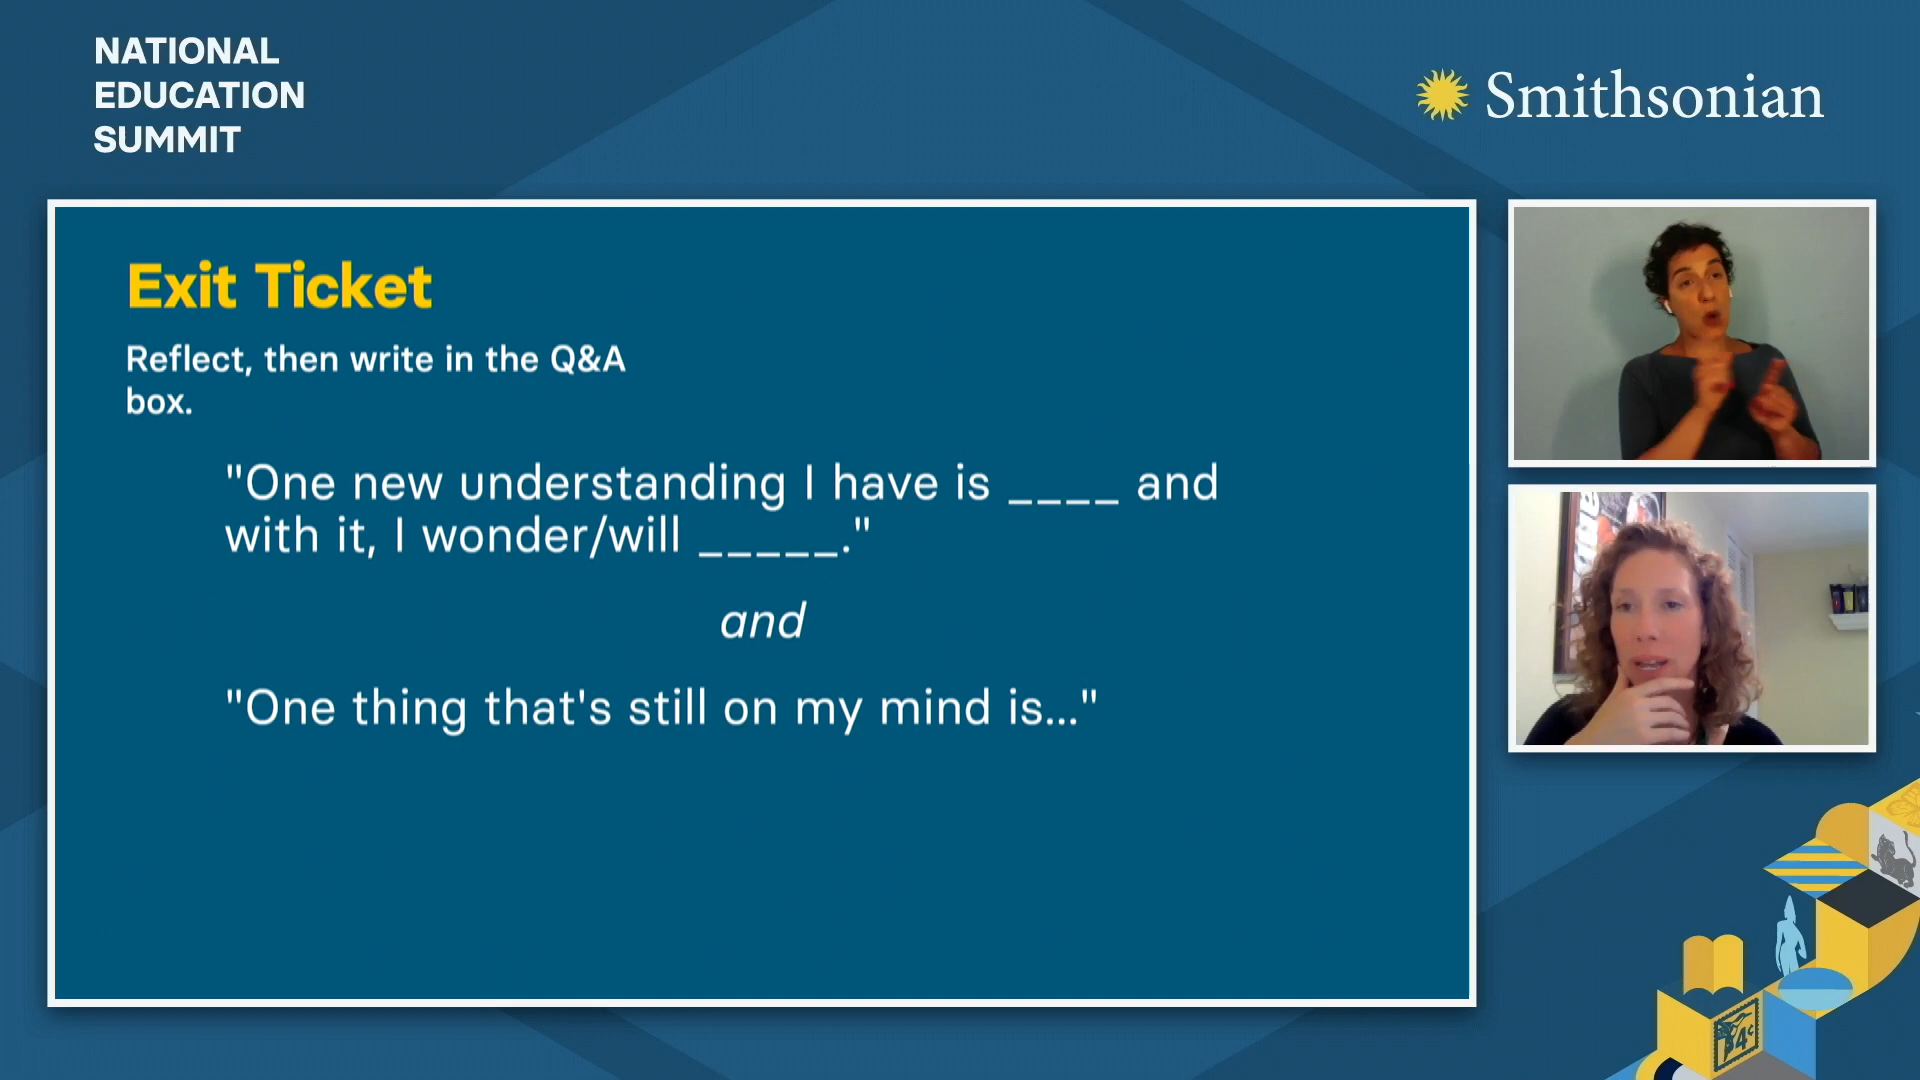 NATIONAL
EDUCATION
SUMMIT
Smithsonian
Exit Ticket
Reflect, then write in the Q&A
box.
"One new understanding I have is ____ and
with it, I wonder/will _____."
and
"One thing that's still on my mind is..."
4¢